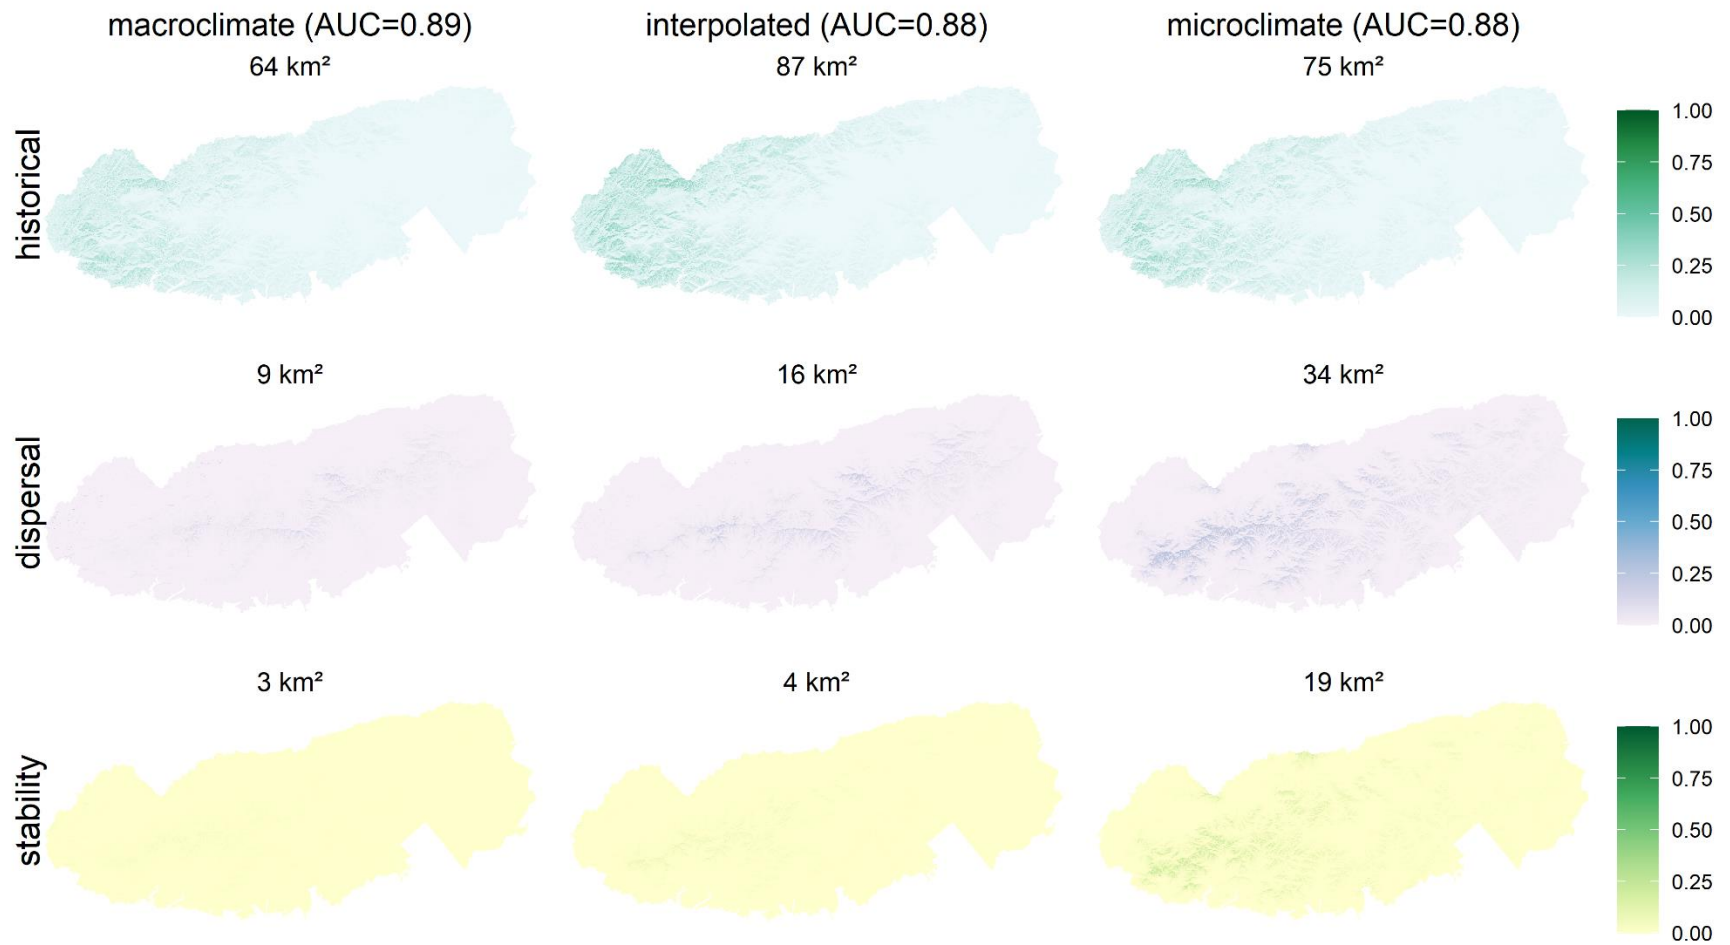 macroclimate (AUC=0.89) interpolated (AUC=0.88) microclimate (AUC=0.88)
64 km² 87 km² 75 km²
historical
1.00
0.75
0.50
0.25
0.00
9 km² 16 km² 34 km²
dispersal
1.00
0.75
0.50
0.25
0.00
3 km² 4 km² 19 km²
stability
1.00
0.75
0.50
0.25
0.00